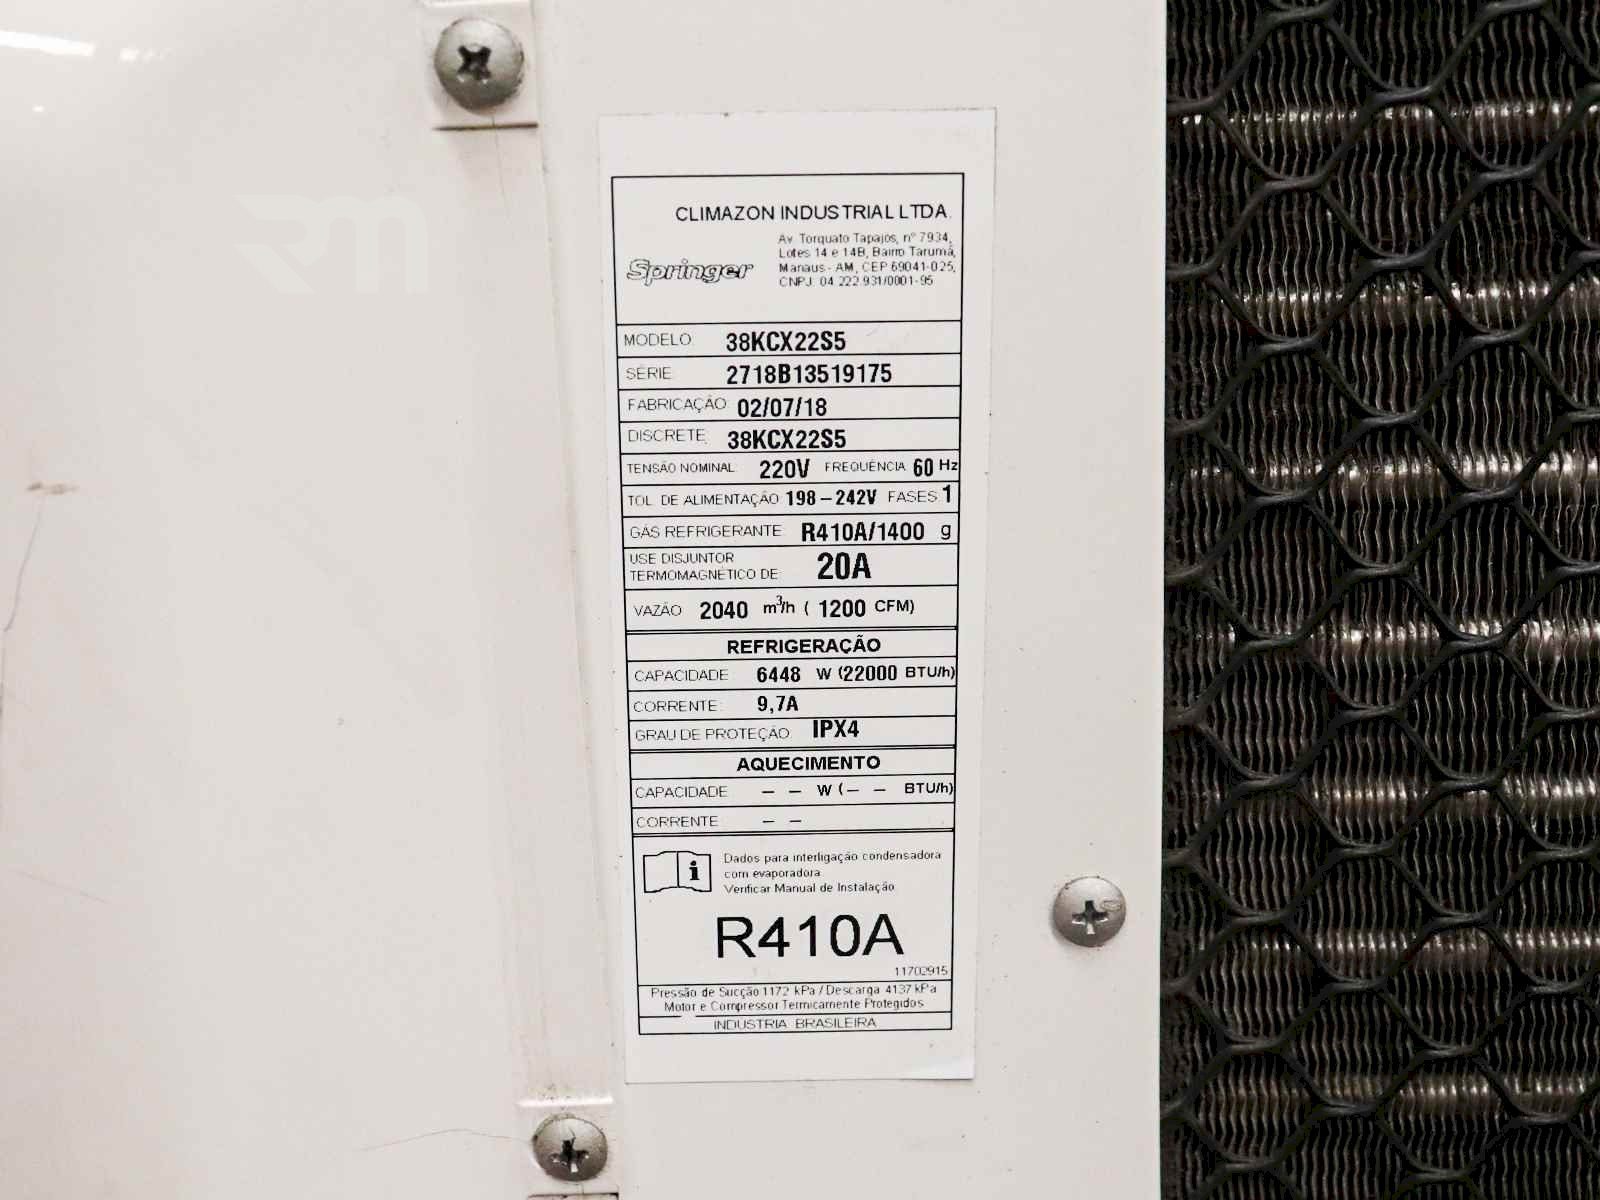 rm
CLIMAZON INDUSTRIAL LTDA.
Av. Torquato Tapajós, nº 7934,
Lotes 14 e 14B, Bairro Tarumã,
Manaus - AM, CEP 69041-025,
CNPJ: 04.222.931/0001-95
Springer
MODELO: 38KCX22S5
SÉRIE: 2718B13519175
FABRICAÇÃO: 02/07/18
DISCRETE: 38KCX22S5
TENSÃO NOMINAL: 220V FREQUÊNCIA: 60 Hz
TOL. DE ALIMENTAÇÃO: 198 – 242V FASES: 1
GÁS REFRIGERANTE: R410A/1400 g
USE DISJUNTOR
TERMOMAGNÉTICO DE: 20A
VAZÃO: 2040 m³/h ( 1200 CFM)
REFRIGERAÇÃO
CAPACIDADE: 6448 W (22000 BTU/h)
CORRENTE: 9,7A
GRAU DE PROTEÇÃO: IPX4
AQUECIMENTO
CAPACIDADE: – – W ( – – BTU/h)
CORRENTE: – –
i
Dados para interligação condensadora
com evaporadora
Verificar Manual de Instalação.
R410A
11702915
Pressão de Sucção 1172 kPa / Descarga 4137 kPa
Motor e Compressor Termicamente Protegidos
INDÚSTRIA BRASILEIRA